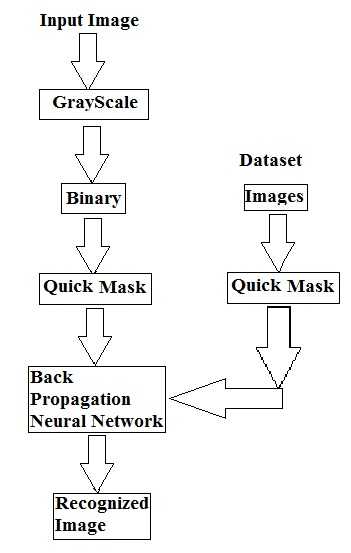 Input Image
GrayScale
Binary
Quick Mask
Back
Propagation
Neural Network
Recognized
Image
Dataset
Images
Quick Mask